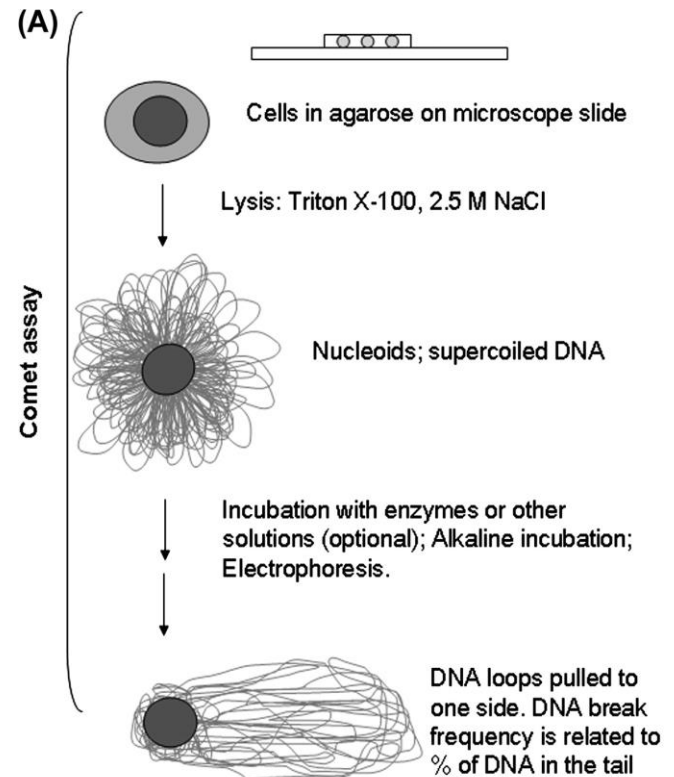 (A)
Cells in agarose on microscope slide
Lysis: Triton X-100, 2.5 M NaCl
Comet assay
Nucleoids; supercoiled DNA
Incubation with enzymes or other
solutions (optional); Alkaline incubation;
Electrophoresis.
DNA loops pulled to
one side. DNA break
frequency is related to
% of DNA in the tail